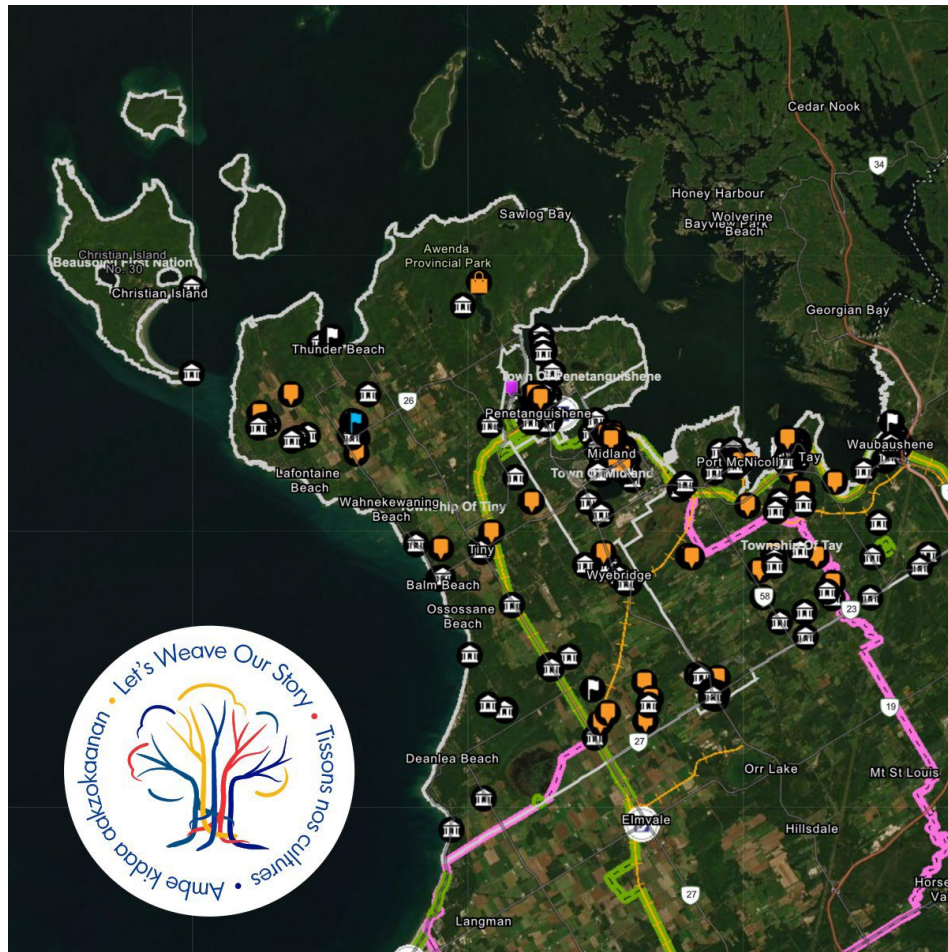 Cedar Nook
34
Honey Harbour
Wolverine
Beach
Bayview Park
Sawlog Bay
Awenda
Provincial Park
Christian Island
No. 30
Beausoleil First Nation
Christian Island
Georgian Bay
Thunder Beach
26
Town Of Penetanguishene
Penetanguishene
Midland
Town Of Midland
Port McNicoll
Tay
Waubaushene
Lafontaine
Beach
Wahnekewaning
Beach
Township Of Tiny
Tiny
Balm Beach
Wyebridge
Township Of Tay
58
23
Ossossane
Beach
19
27
Deanlea Beach
Orr Lake
Mt St Louis
Elmvale
Hillsdale
27
Langman
Let's Weave Our Story • Tissons nos cultures • Ambe kidaa aakzokaanan •